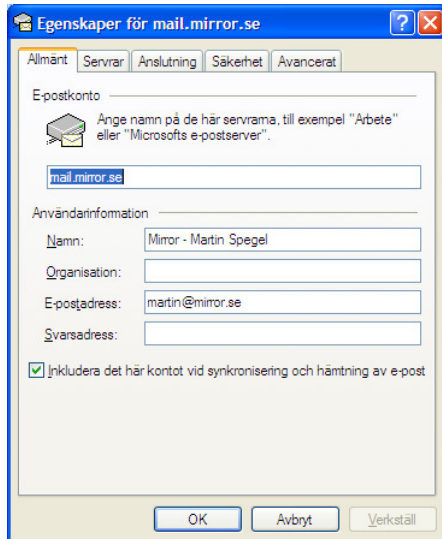 Egenskaper för mail.mirror.se
Allmänt Servrar Anslutning Säkerhet Avancerat
E-postkonto
Ange namn på de här servrarna, till exempel "Arbete"
eller "Microsofts e-postserver".
mail.mirror.se
Användarinformation
Namn: Mirror - Martin Spegel
Organisation:
E-postadress: martin@mirror.se
Svarsadress:
Inkludera det här kontot vid synkronisering och hämtning av e-post
OK Avbryt Verkställ